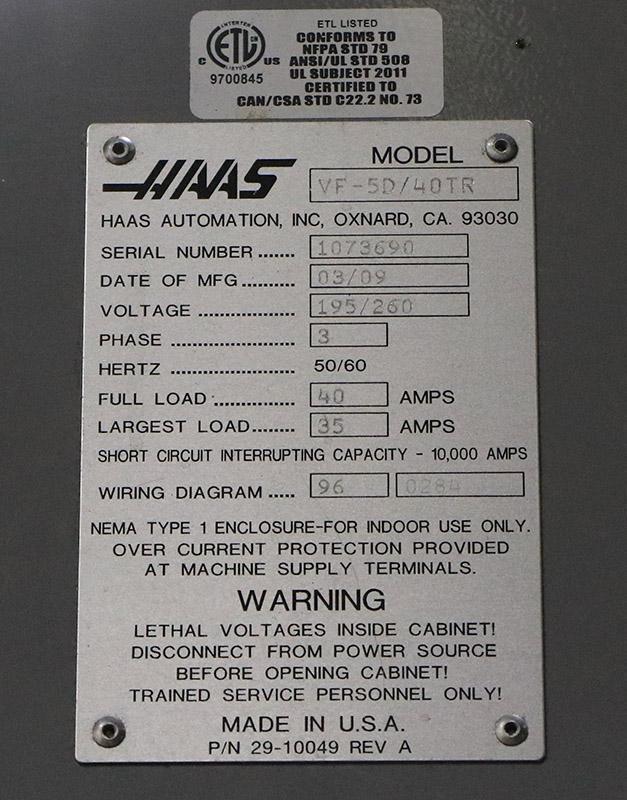 ETL LISTED
CONFORMS TO
NFPA STD 79
ANSI/UL STD 508
UL SUBJECT 2011
CERTIFIED TO
CAN/CSA STD C22.2 NO. 73
INTERTEK
ETL CM
LISTED
C US
9700845
HAAS
MODEL
VF-5D/40TR
HAAS AUTOMATION, INC, OXNARD, CA. 93030
SERIAL NUMBER ....... 1073690
DATE OF MFG.......... 03/09
VOLTAGE .................. 195/260
PHASE ....................... 3
HERTZ ....................... 50/60
FULL LOAD ............... 40 AMPS
LARGEST LOAD........ 35 AMPS
SHORT CIRCUIT INTERRUPTING CAPACITY - 10,000 AMPS
WIRING DIAGRAM ..... 96 0284
NEMA TYPE 1 ENCLOSURE-FOR INDOOR USE ONLY.
OVER CURRENT PROTECTION PROVIDED
AT MACHINE SUPPLY TERMINALS.
WARNING
LETHAL VOLTAGES INSIDE CABINET!
DISCONNECT FROM POWER SOURCE
BEFORE OPENING CABINET!
TRAINED SERVICE PERSONNEL ONLY!
MADE IN U.S.A.
P/N 29-10049 REV A